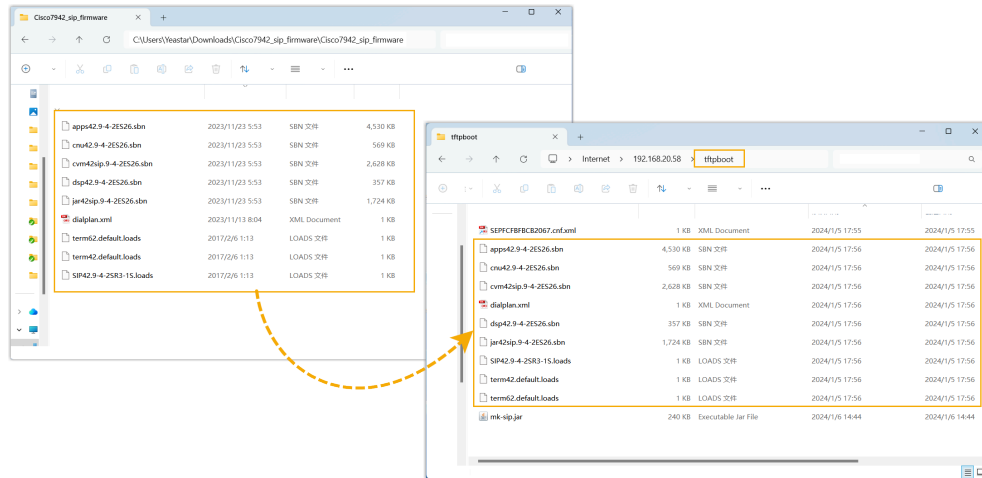 Cisco7942_sip_firmware
C:\Users\Yeastar\Downloads\Cisco7942_sip_firmware\Cisco7942_sip_firmware
apps42.9-4-2ES26.sbn 2023/11/23 5:53 SBN 文件 4,530 KB
cnu42.9-4-2ES26.sbn 2023/11/23 5:53 SBN 文件 569 KB
cvm42sip.9-4-2ES26.sbn 2023/11/23 5:53 SBN 文件 2,628 KB
dsp42.9-4-2ES26.sbn 2023/11/23 5:53 SBN 文件 357 KB
jar42sip.9-4-2ES26.sbn 2023/11/23 5:53 SBN 文件 1,724 KB
dialplan.xml 2023/11/13 8:04 XML Document 1 KB
term62.default.loads 2017/2/6 1:13 LOADS 文件 1 KB
term42.default.loads 2017/2/6 1:13 LOADS 文件 1 KB
SIP42.9-4-2SR3-1S.loads 2017/2/6 1:13 LOADS 文件 1 KB
tftpboot
Internet > 192.168.20.58 > tftpboot
SEPFCFBFBCB2067.cnf.xml 1 KB XML Document 2024/1/5 17:55 2024/1/5 17:55
apps42.9-4-2ES26.sbn 4,530 KB SBN 文件 2024/1/5 17:56 2024/1/5 17:56
cnu42.9-4-2ES26.sbn 569 KB SBN 文件 2024/1/5 17:56 2024/1/5 17:56
cvm42sip.9-4-2ES26.sbn 2,628 KB SBN 文件 2024/1/5 17:56 2024/1/5 17:56
dialplan.xml 1 KB XML Document 2024/1/5 17:56 2024/1/5 17:56
dsp42.9-4-2ES26.sbn 357 KB SBN 文件 2024/1/5 17:56 2024/1/5 17:56
jar42sip.9-4-2ES26.sbn 1,724 KB SBN 文件 2024/1/5 17:56 2024/1/5 17:56
SIP42.9-4-2SR3-1S.loads 1 KB LOADS 文件 2024/1/5 17:56 2024/1/5 17:56
term42.default.loads 1 KB LOADS 文件 2024/1/5 17:56 2024/1/5 17:56
term62.default.loads 1 KB LOADS 文件 2024/1/5 17:56 2024/1/5 17:56
mk-sip.jar 240 KB Executable Jar File 2024/1/6 14:44 2024/1/6 14:44